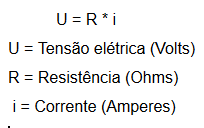 U = R * i
U = Tensão elétrica (Volts)
R = Resistência (Ohms)
i = Corrente (Amperes)
.